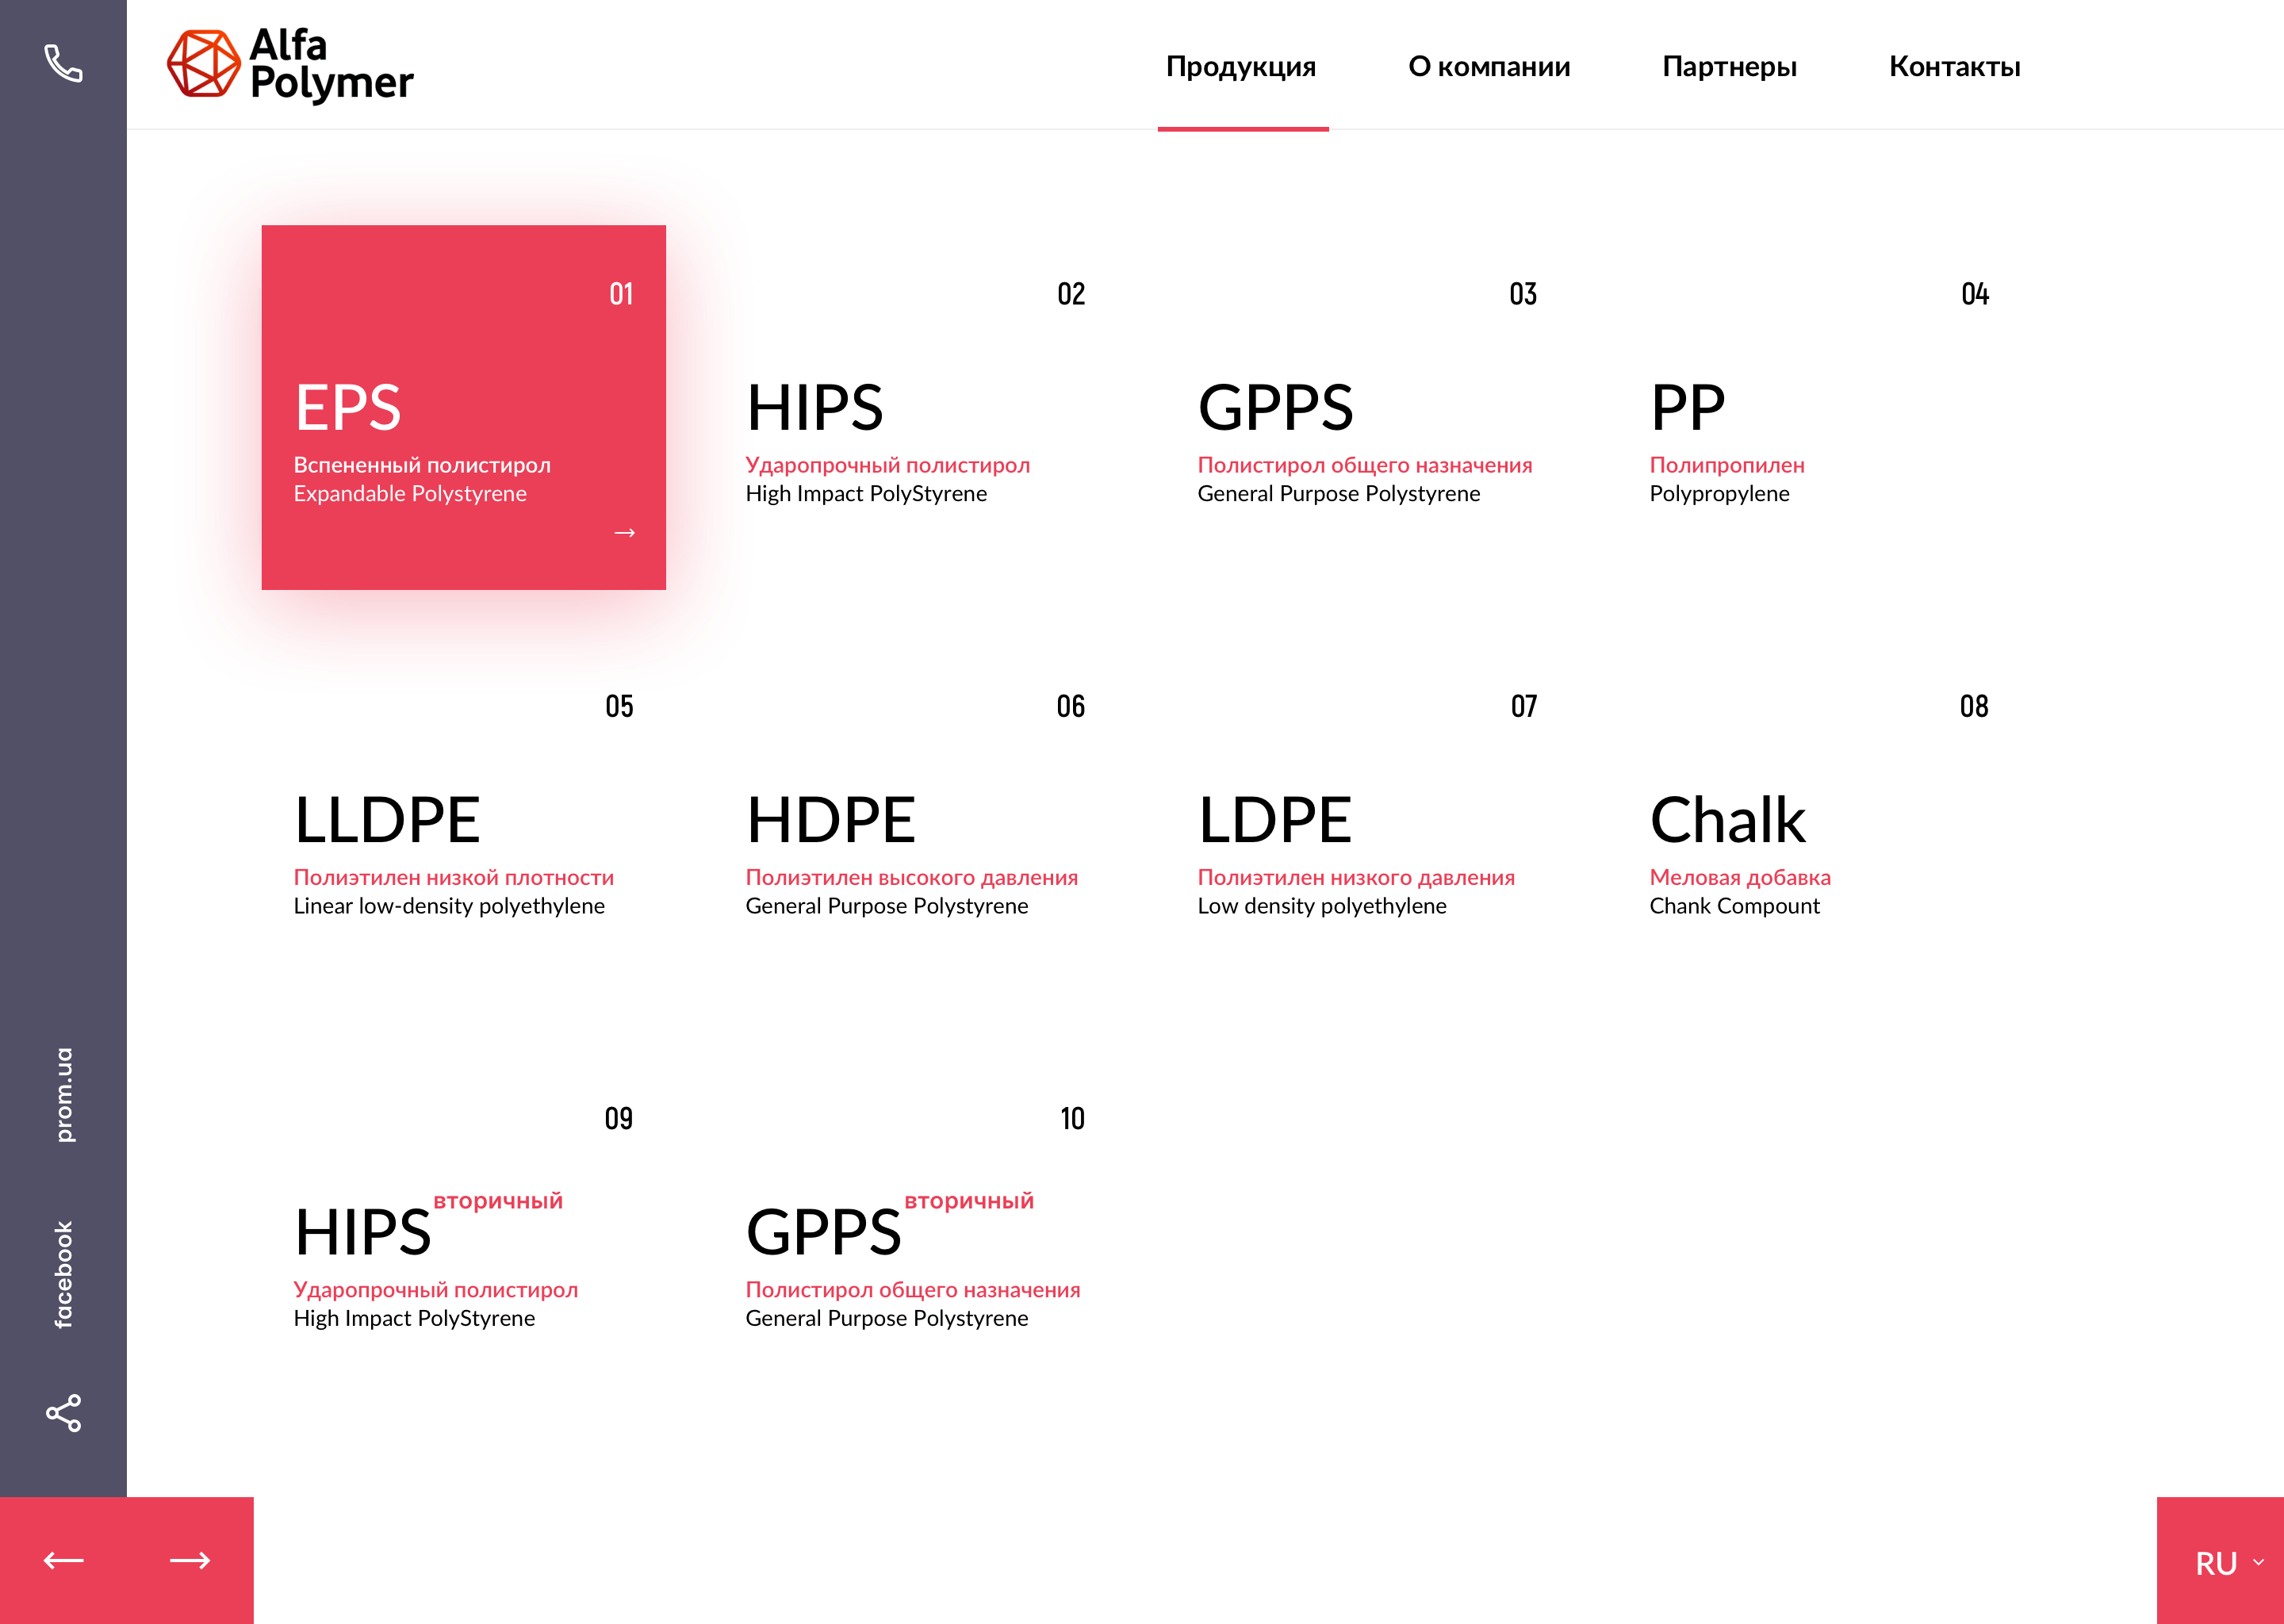 Alfa
Polymer
Продукция
О компании
Партнеры
Контакты
01
EPS
Вспененный полистирол
Expandable Polystyrene
02
HIPS
Ударопрочный полистирол
High Impact PolyStyrene
03
GPPS
Полистирол общего назначения
General Purpose Polystyrene
04
PP
Полипропилен
Polypropylene
05
LLDPE
Полиэтилен низкой плотности
Linear low-density polyethylene
06
HDPE
Полиэтилен высокого давления
General Purpose Polystyrene
07
LDPE
Полиэтилен низкого давления
Low density polyethylene
08
Chalk
Меловая добавка
Chank Compount
09
HIPS вторичный
Ударопрочный полистирол
High Impact PolyStyrene
10
GPPS вторичный
Полистирол общего назначения
General Purpose Polystyrene
prom.ua
facebook
RU